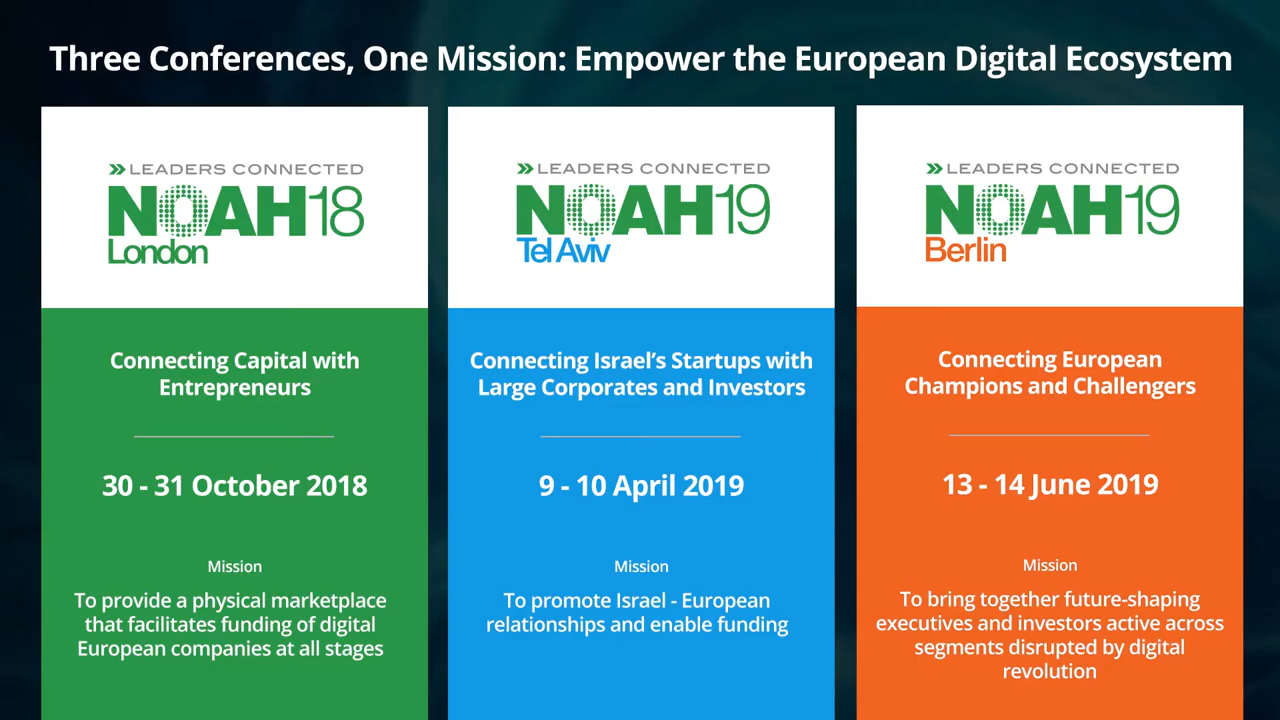 Three Conferences, One Mission: Empower the European Digital Ecosystem
LEADERS CONNECTED
NOAH18
London
Connecting Capital with
Entrepreneurs
30 - 31 October 2018
Mission
To provide a physical marketplace
that facilitates funding of digital
European companies at all stages
LEADERS CONNECTED
NOAH19
Tel Aviv
Connecting Israel's Startups with
Large Corporates and Investors
9 - 10 April 2019
Mission
To promote Israel - European
relationships and enable funding
LEADERS CONNECTED
NOAH19
Berlin
Connecting European
Champions and Challengers
13 - 14 June 2019
Mission
To bring together future-shaping
executives and investors active across
segments disrupted by digital
revolution